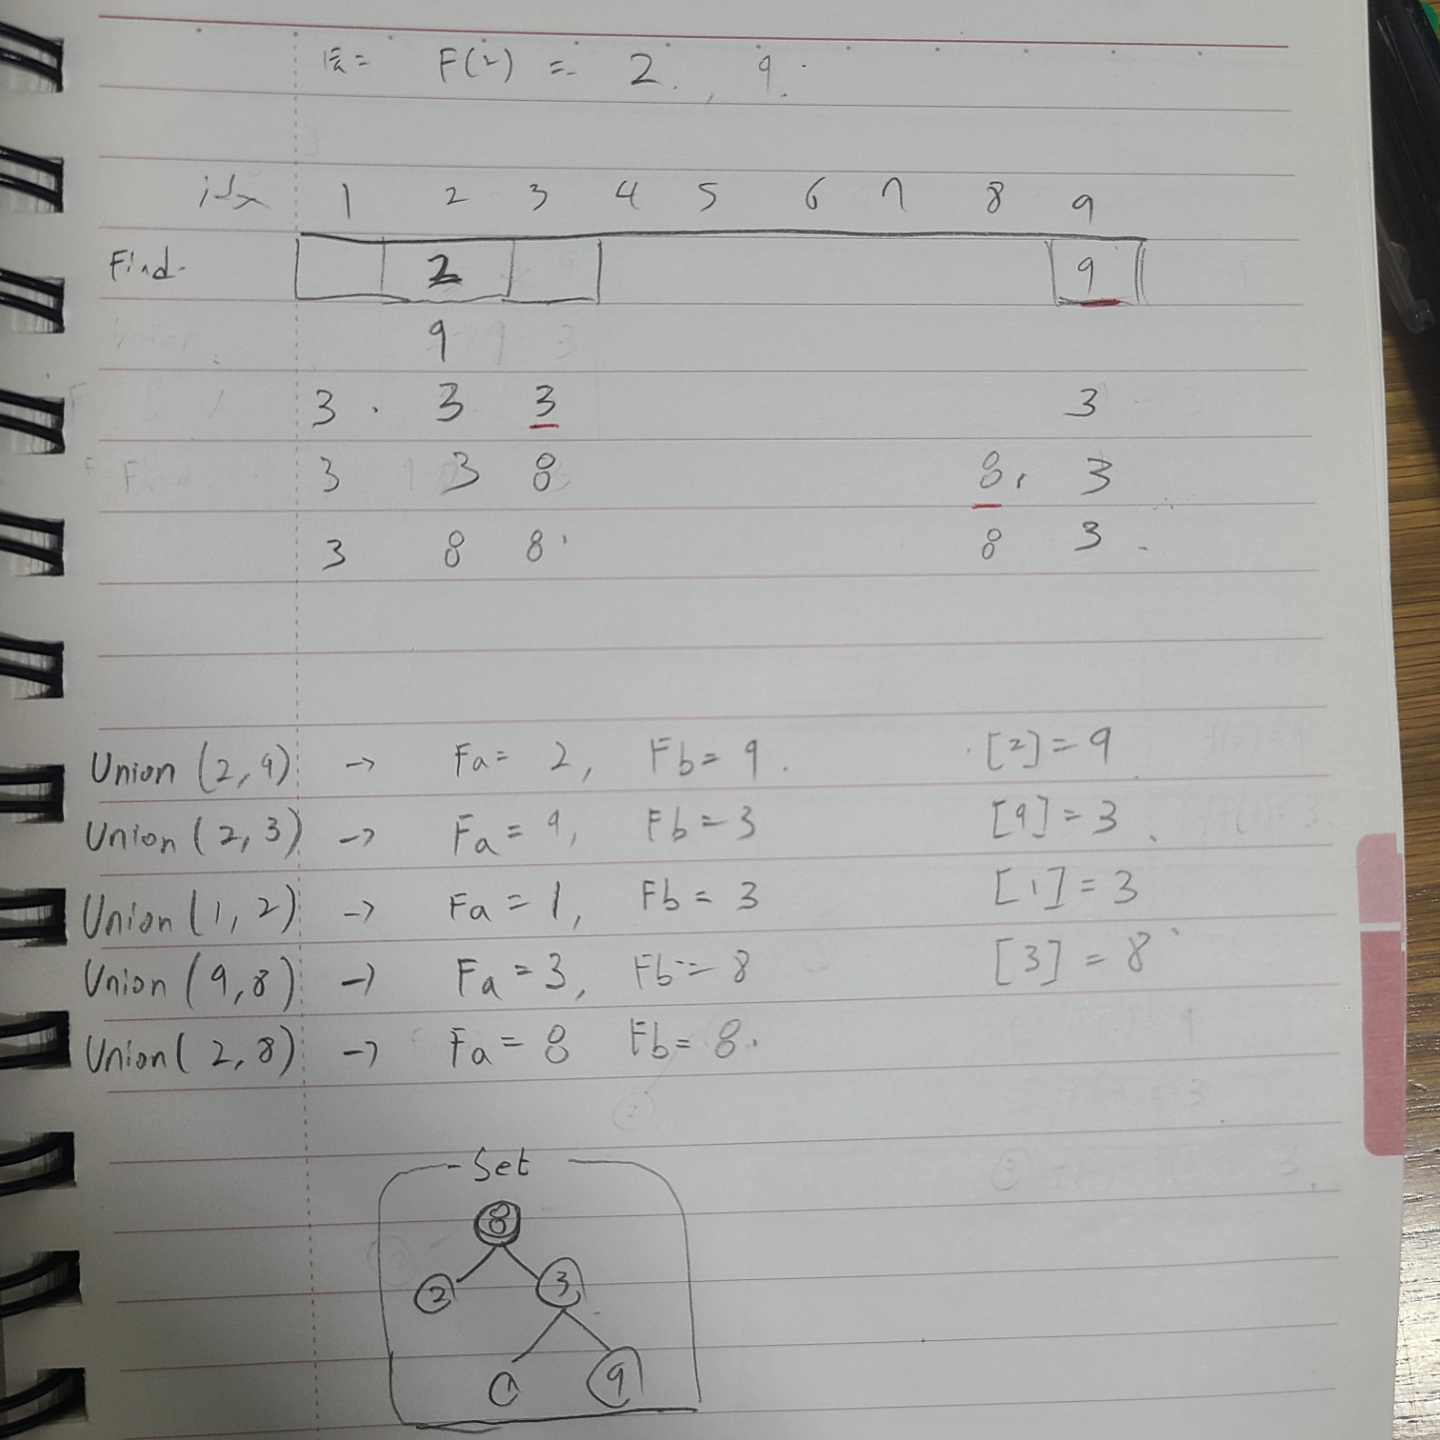 F(2) = 2, 9.
idx 1 2 3 4 5 6 7 8 9
Find 2 9
9
3 3 3 3
3 3 8 8 3
3 8 8 8 3
Union (2,9) → Fa = 2, Fb = 9. [2] = 9
Union (2,3) → Fa = 9, Fb = 3 [9] = 3
Union (1,2) → Fa = 1, Fb = 3 [1] = 3
Union (9,8) → Fa = 3, Fb = 8 [3] = 8
Union (2,8) → Fa = 8 Fb = 8.
Set
8
2 3
1 9